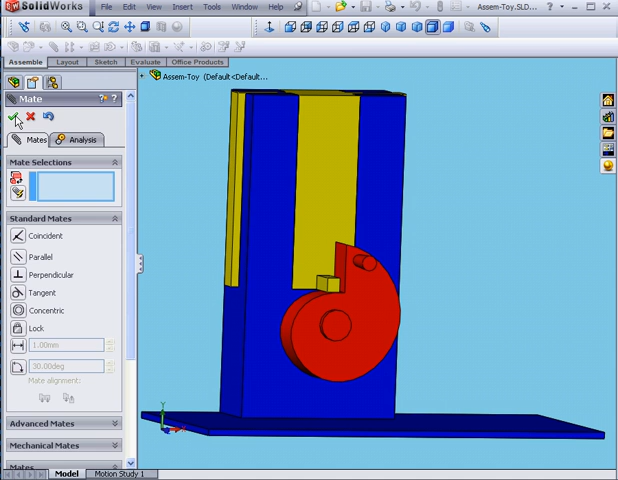 SolidWorks File Edit View Insert Tools Window Assem-Toy.SLD...
Assemble Layout Sketch Evaluate Office Products
Assem-Toy (Default<Default...
Mate
Mates Analysis
Mate Selections
Standard Mates
Coincident
Parallel
Perpendicular
Tangent
Concentric
Lock
1.00mm
30.00deg
Mate alignment:
Advanced Mates
Mechanical Mates
Mates
Model Motion Study 1
Y